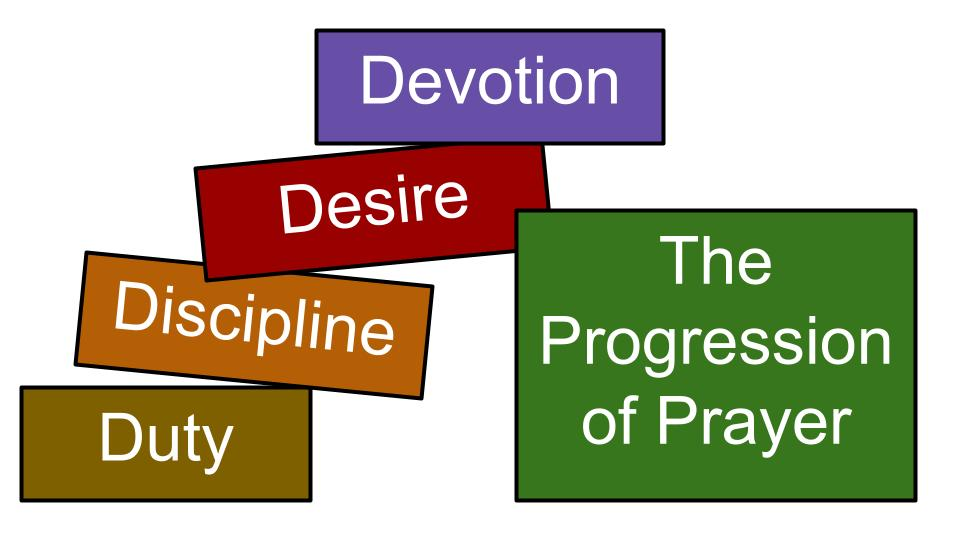 Devotion
Desire
Discipline
Duty
The
Progression
of Prayer